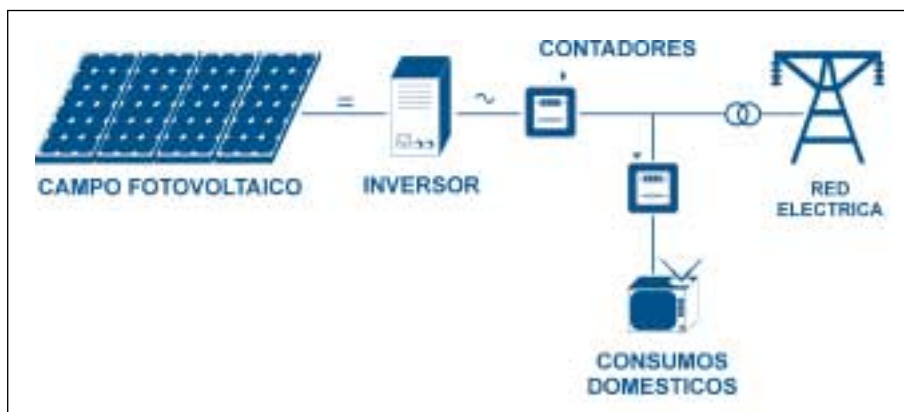 CONTADORES
CAMPO FOTOVOLTAICO
INVERSOR
RED
ELECTRICA
CONSUMOS
DOMESTICOS